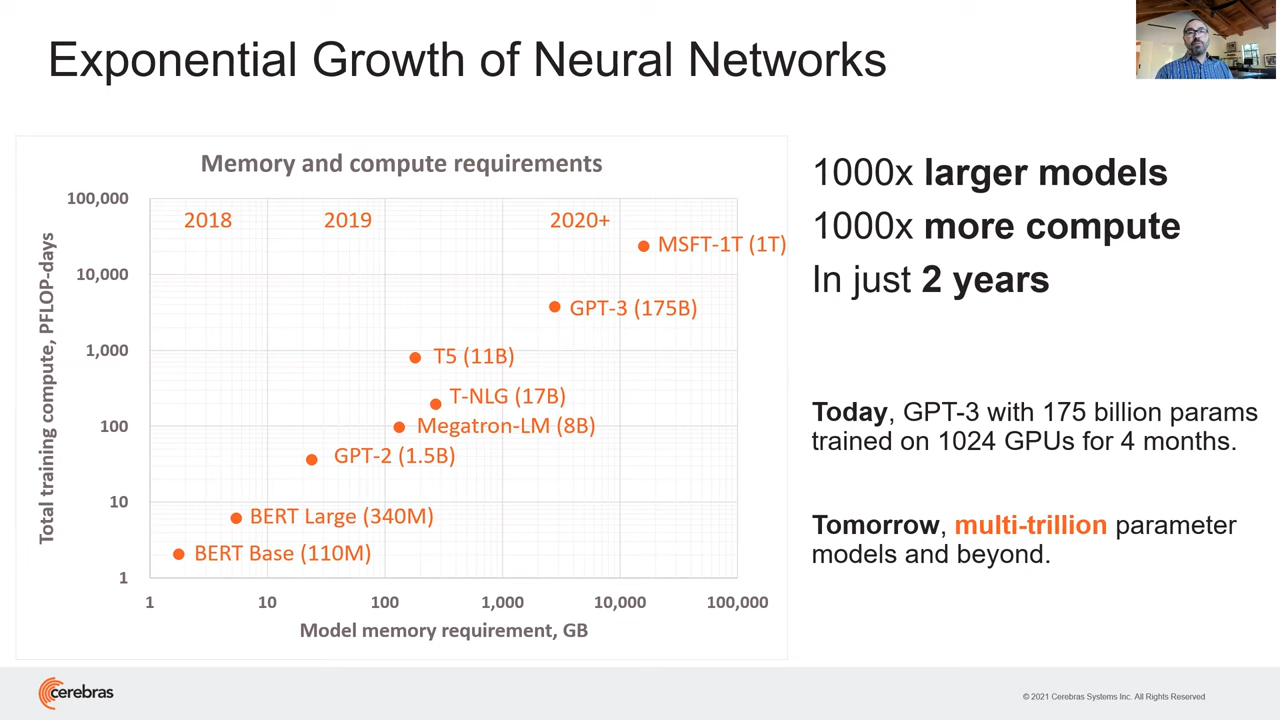 Exponential Growth of Neural Networks
Memory and compute requirements
Total training compute, PFLOP-days
100,000
10,000
1,000
100
10
1
2018
2019
2020+
MSFT-1T (1T)
GPT-3 (175B)
T5 (11B)
T-NLG (17B)
Megatron-LM (8B)
GPT-2 (1.5B)
BERT Large (340M)
BERT Base (110M)
1
10
100
1,000
10,000
100,000
Model memory requirement, GB
1000x larger models
1000x more compute
In just 2 years
Today, GPT-3 with 175 billion params
trained on 1024 GPUs for 4 months.
Tomorrow, multi-trillion parameter
models and beyond.
cerebras
© 2021 Cerebras Systems Inc. All Rights Reserved